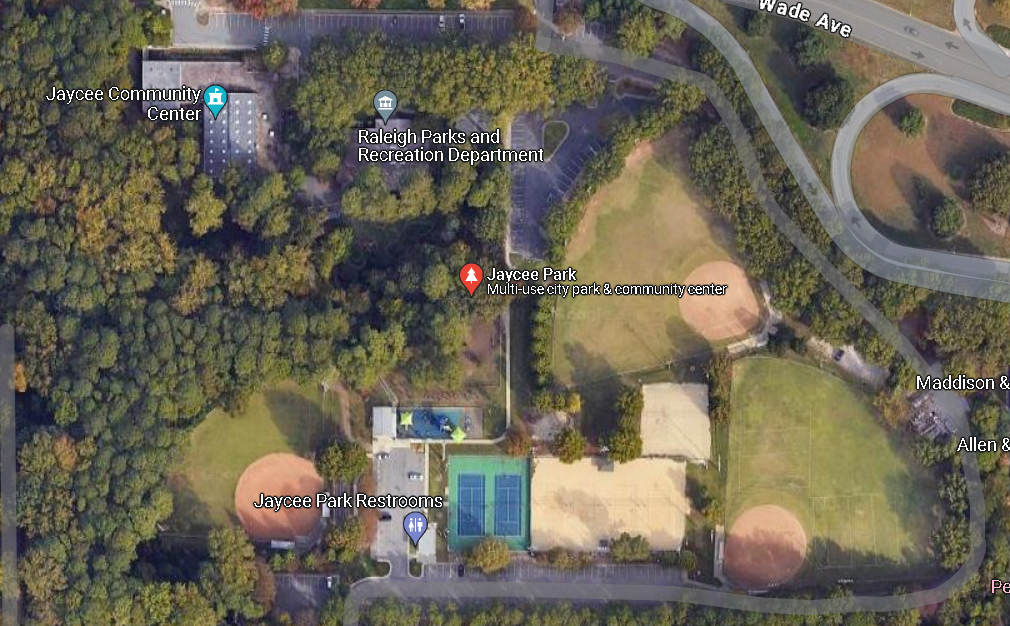 Wade Ave
Jaycee Community
Center
Raleigh Parks and
Recreation Department
Jaycee Park
Multi-use city park & community center
Maddison &
Allen &
Jaycee Park Restrooms
Pe